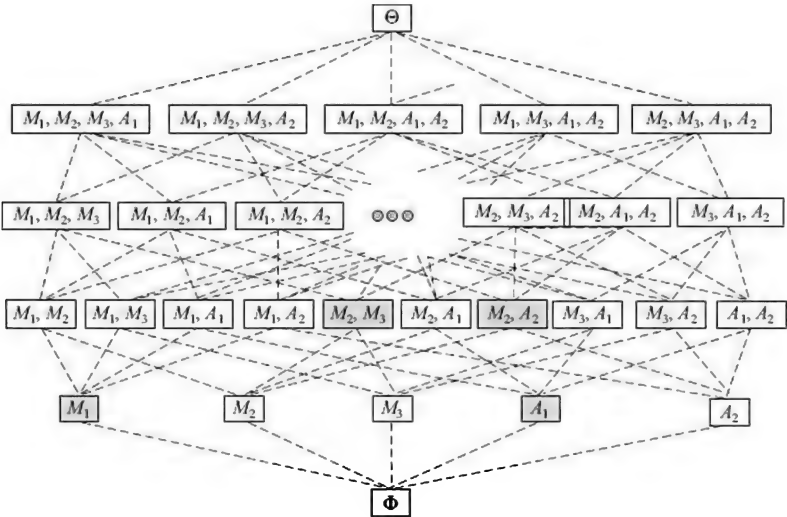 Θ
M₁, M₂, M₃, A₁ M₁, M₂, M₃, A₂ M₁, M₂, A₁, A₂ M₁, M₃, A₁, A₂ M₂, M₃, A₁, A₂
M₁, M₂, M₃ M₁, M₂, A₁ M₁, M₂, A₂ M₂, M₃, A₂ M₂, A₁, A₂ M₃, A₁, A₂
M₁, M₂ M₁, M₃ M₁, A₁ M₁, A₂ M₂, M₃ M₂, A₁ M₂, A₂ M₃, A₁ M₃, A₂ A₁, A₂
M₁ M₂ M₃ A₁ A₂
Φ